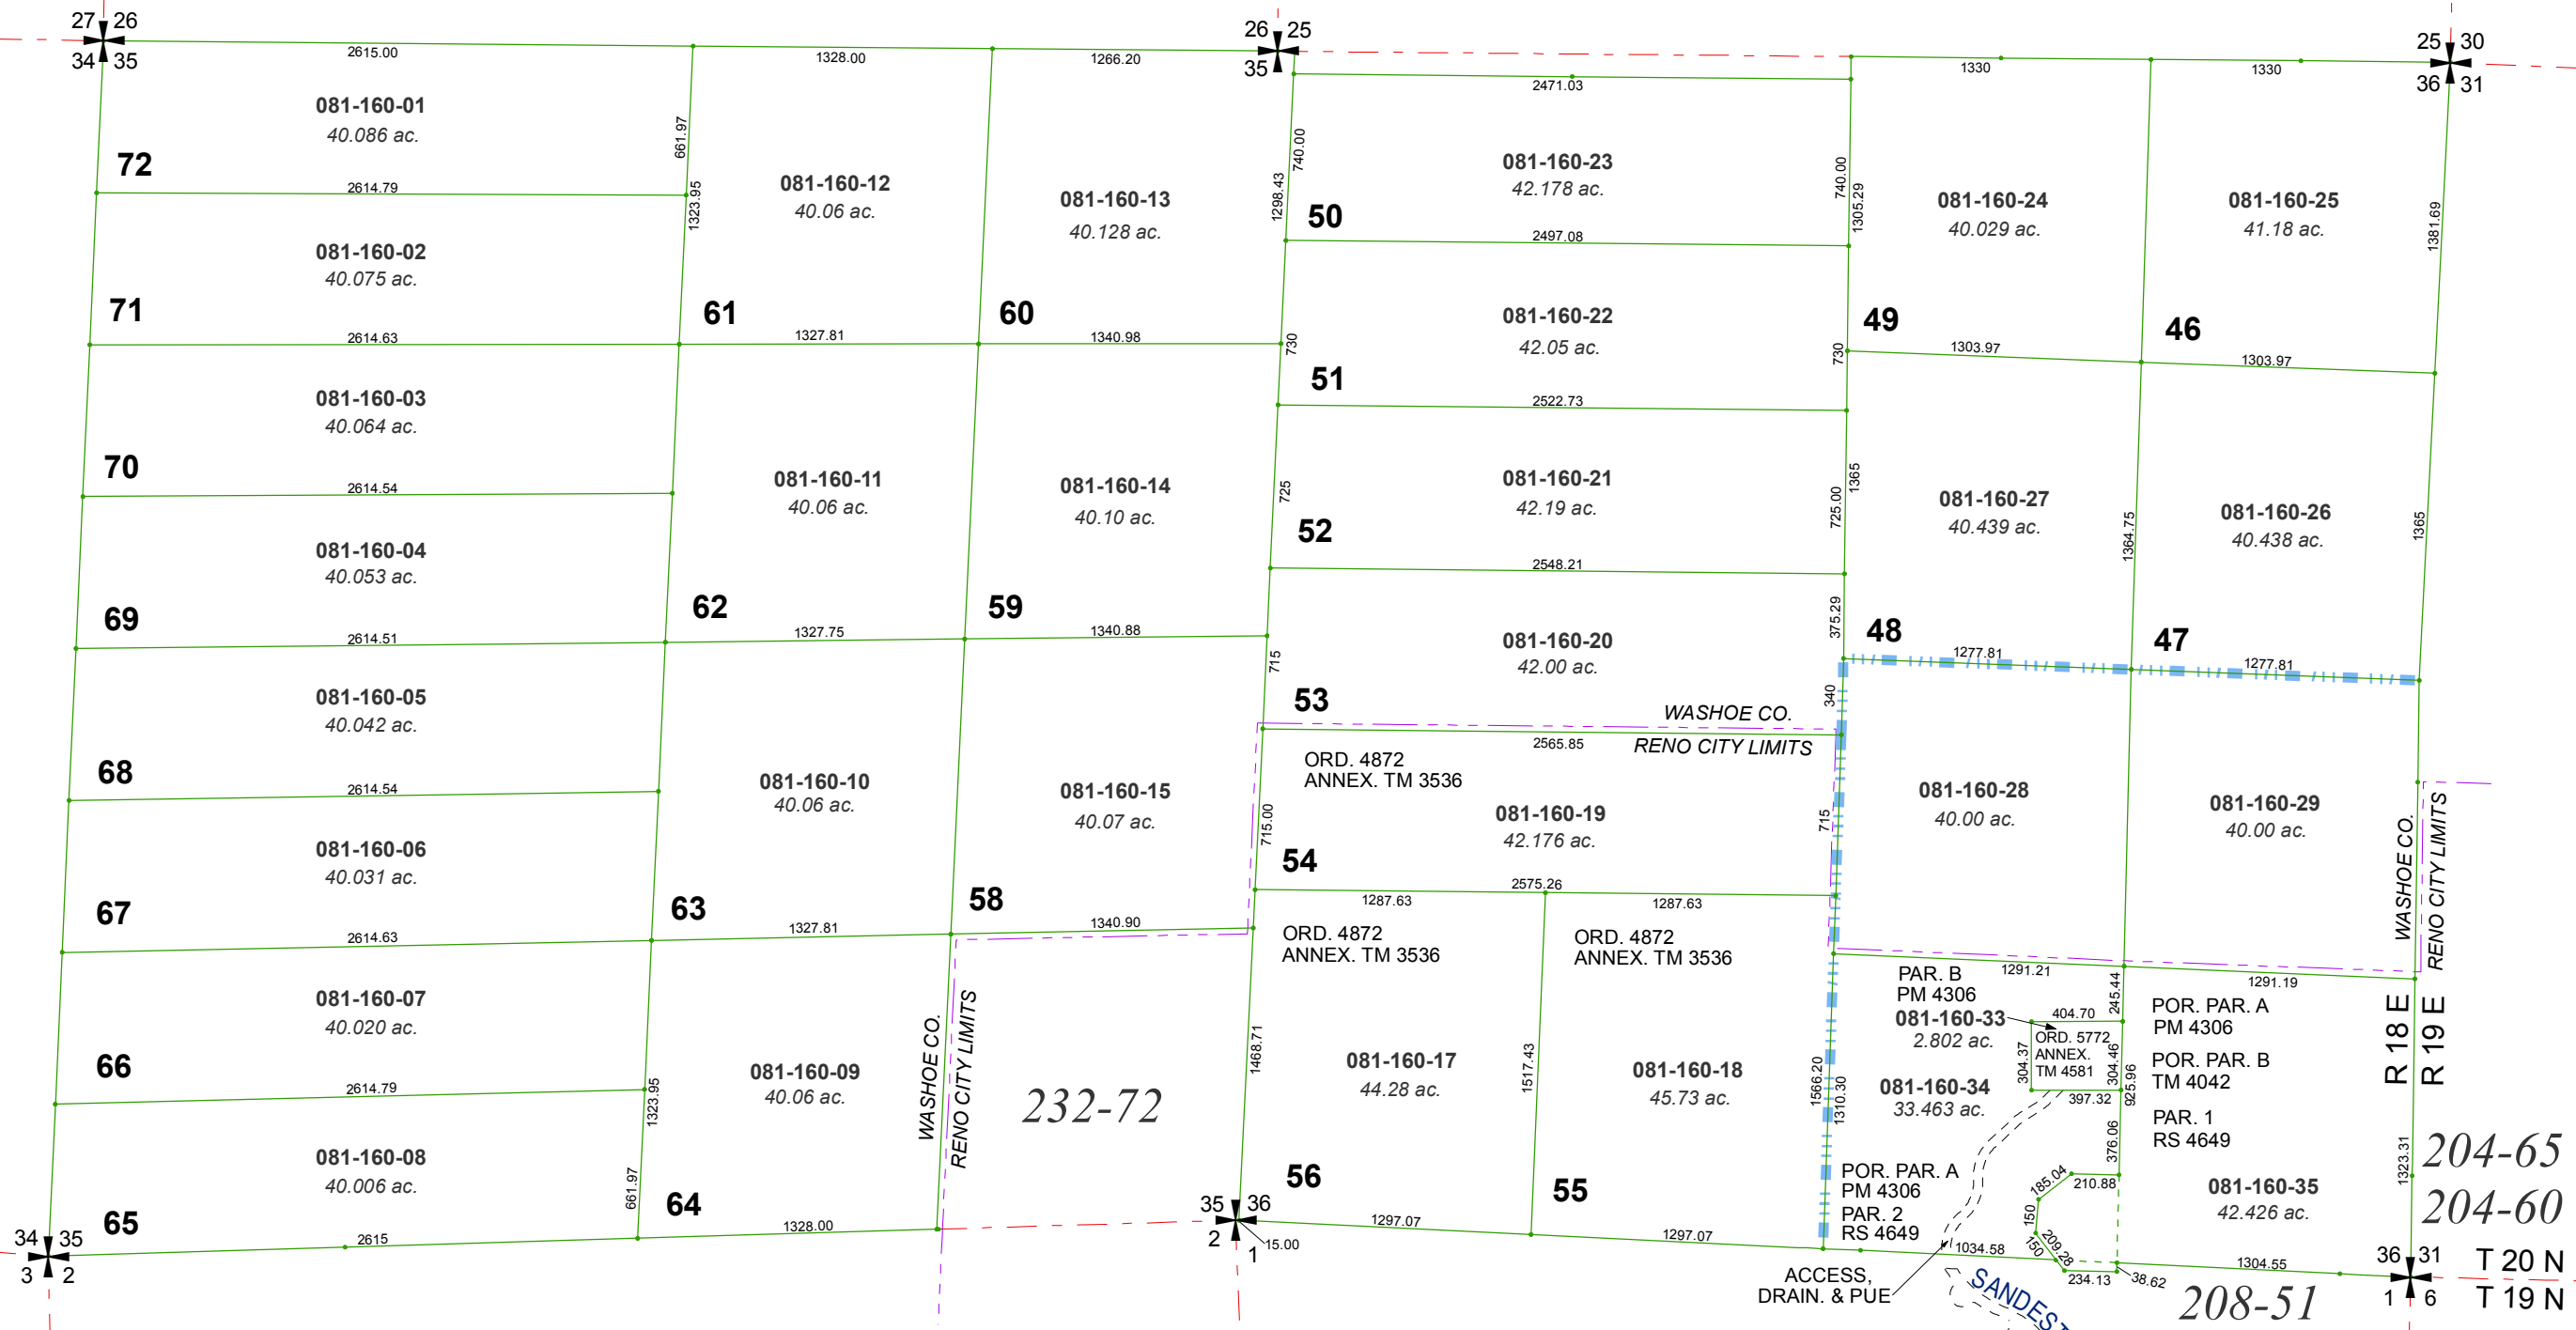 27 26
34 35
26 25
35
25 30
36 31
2615.00
1328.00
1266.20
1330
1330
081-160-01
40.086 ac.
661.97
72
2614.79
1323.95
081-160-12
40.06 ac.
081-160-13
40.128 ac.
740.00
1298.43
2471.03
081-160-23
42.178 ac.
740.00
1305.29
50
2497.08
081-160-24
40.029 ac.
081-160-25
41.18 ac.
1381.69
081-160-02
40.075 ac.
71
2614.63
61
1327.81
60
1340.98
730
081-160-22
42.05 ac.
730
49
1303.97
46
1303.97
51
2522.73
081-160-03
40.064 ac.
70
2614.54
081-160-11
40.06 ac.
081-160-14
40.10 ac.
725
081-160-21
42.19 ac.
725.00
1365
52
2548.21
081-160-27
40.439 ac.
1364.75
081-160-26
40.438 ac.
1365
081-160-04
40.053 ac.
69
2614.51
62
1327.75
59
1340.88
715
081-160-20
42.00 ac.
375.29
48
1277.81
47
1277.81
340
53
WASHOE CO.
RENO CITY LIMITS
2565.85
081-160-05
40.042 ac.
68
2614.54
081-160-10
40.06 ac.
081-160-15
40.07 ac.
715.00
ORD. 4872
ANNEX. TM 3536
081-160-19
42.176 ac.
715
54
2575.26
1287.63
1287.63
081-160-28
40.00 ac.
081-160-29
40.00 ac.
WASHOE CO.
RENO CITY LIMITS
081-160-06
40.031 ac.
67
2614.63
63
1327.81
58
1340.90
ORD. 4872
ANNEX. TM 3536
ORD. 4872
ANNEX. TM 3536
1291.21
1291.19
PAR. B
PM 4306
081-160-33
2.802 ac.
404.70
245.44
ORD. 5772
ANNEX.
TM 4581
304.37
304.46
925.96
397.32
POR. PAR. A
PM 4306
POR. PAR. B
TM 4042
PAR. 1
RS 4649
R 18 E
R 19 E
081-160-07
40.020 ac.
66
2614.79
1323.95
081-160-09
40.06 ac.
WASHOE CO.
RENO CITY LIMITS
232-72
1468.71
081-160-17
44.28 ac.
1517.43
081-160-18
45.73 ac.
1566.20
1310.30
081-160-34
33.463 ac.
376.06
185.04
210.88
150
150
209.28
1323.31
204-65
204-60
081-160-35
42.426 ac.
081-160-08
40.006 ac.
661.97
65
64
2615
1328.00
34 35
3 2
35 36
2 1
15.00
56
1297.07
55
1297.07
POR. PAR. A
PM 4306
PAR. 2
RS 4649
1034.58
234.13
38.62
1304.55
ACCESS,
DRAIN. & PUE
SANDEST
208-51
36 31
1 6
T 20 N
T 19 N